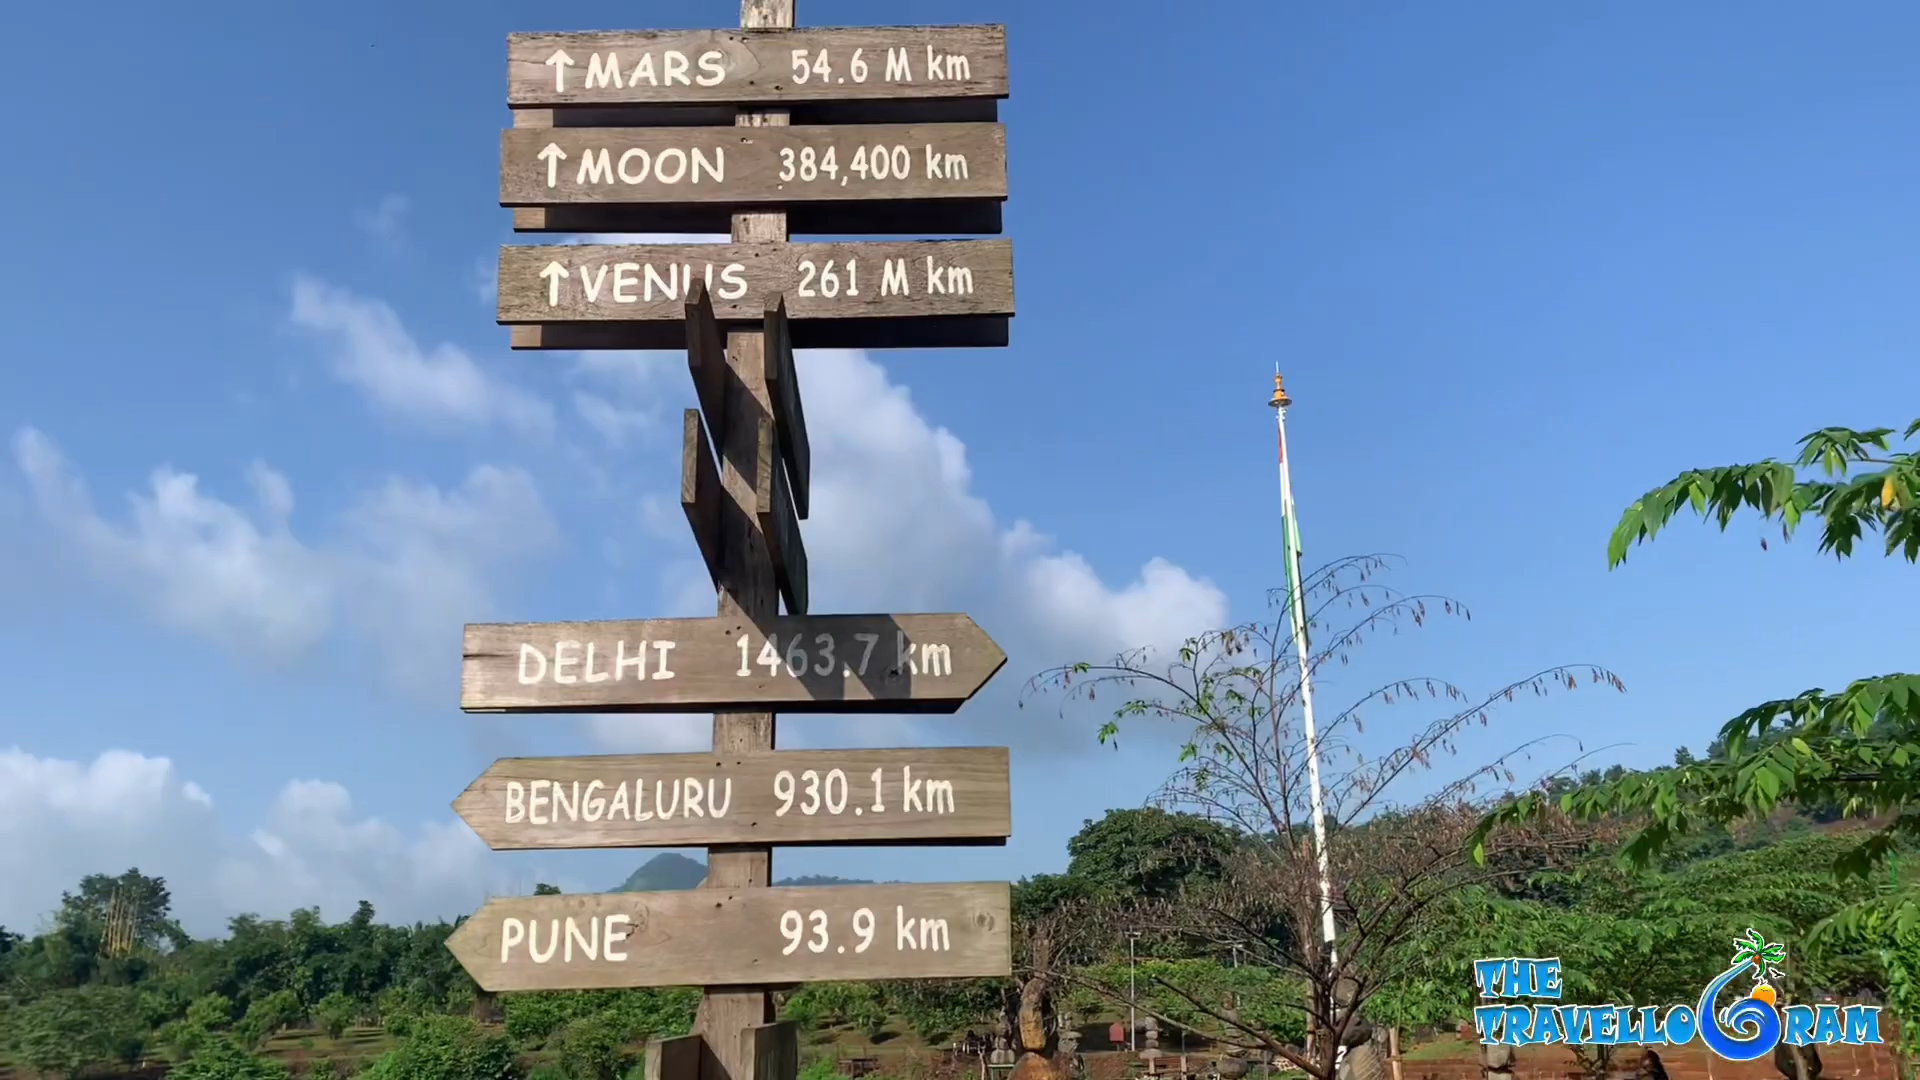 ↑MARS 54.6 M km
↑MOON 384,400 km
↑VENUS 261 M km
DELHI 1463.7 km
BENGALURU 930.1 km
PUNE 93.9 km
THE
TRAVELLOGRAM